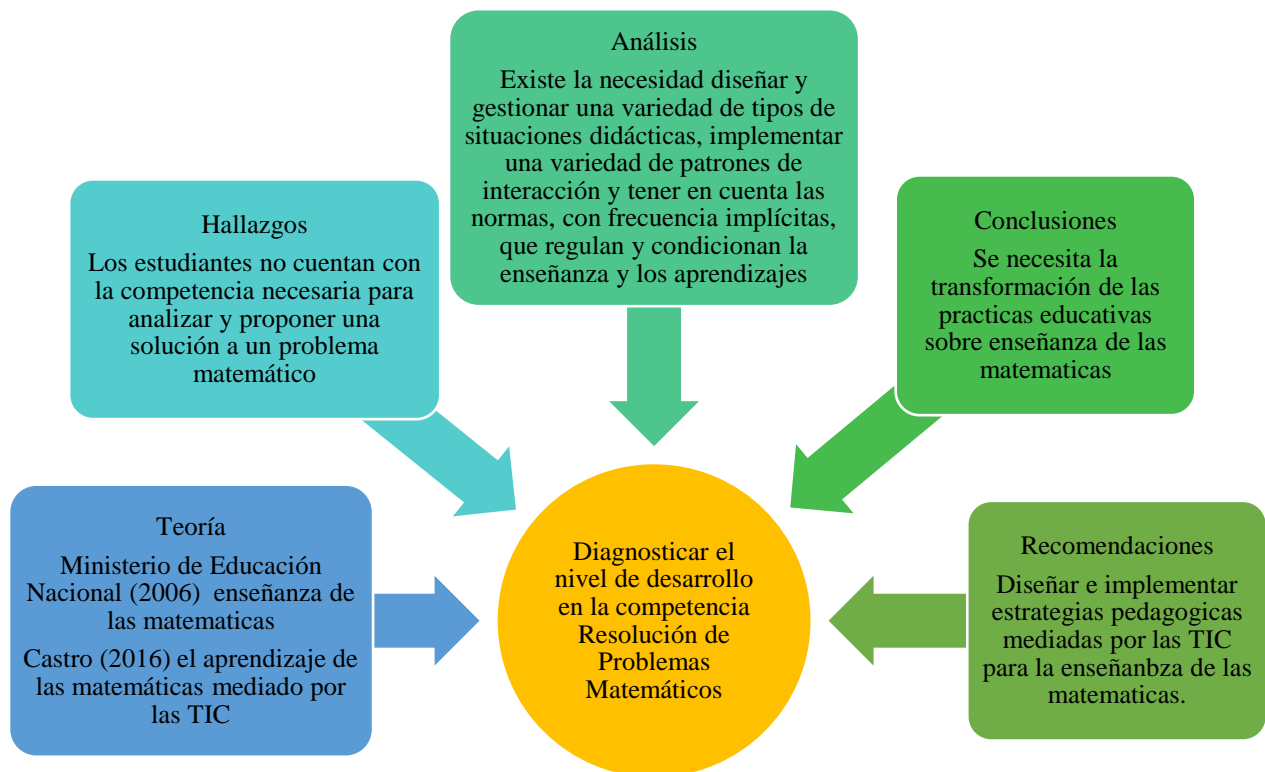 Análisis
Existe la necesidad diseñar y
gestionar una variedad de tipos de
situaciones didácticas, implementar
una variedad de patrones de
interacción y tener en cuenta las
normas, con frecuencia implícitas,
que regulan y condicionan la
enseñanza y los aprendizajes
Hallazgos
Los estudiantes no cuentan con
la competencia necesaria para
analizar y proponer una
solución a un problema
matemático
Conclusiones
Se necesita la
transformación de las
practicas educativas
sobre enseñanza de las
matematicas
Teoría
Ministerio de Educación
Nacional (2006) enseñanza de
las matematicas
Castro (2016) el aprendizaje de
las matemáticas mediado por
las TIC
Diagnosticar el
nivel de desarrollo
en la competencia
Resolución de
Problemas
Matemáticos
Recomendaciones
Diseñar e implementar
estrategias pedagogicas
mediadas por las TIC
para la enseñanbza de las
matematicas.